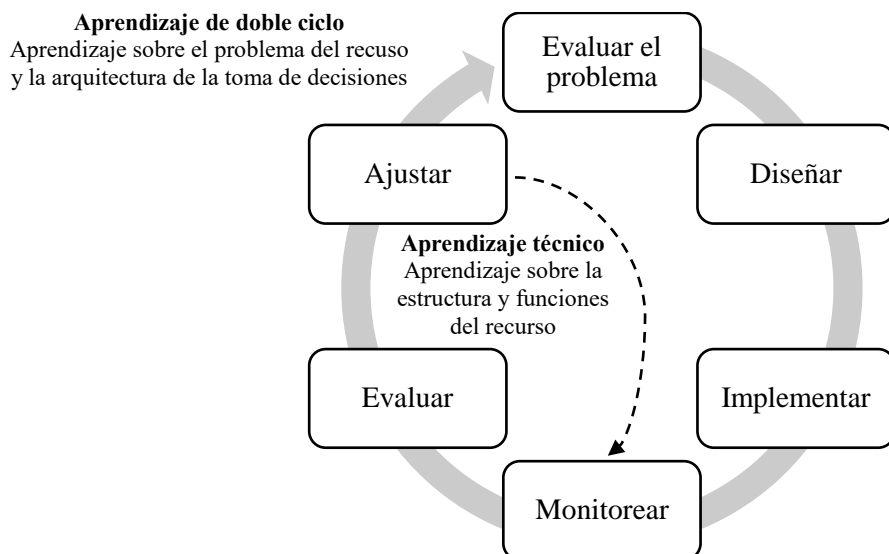 Aprendizaje de doble ciclo
Aprendizaje sobre el problema del recuso
y la arquitectura de la toma de decisiones
Evaluar el
problema
Ajustar
Diseñar
Aprendizaje técnico
Aprendizaje sobre la
estructura y funciones
del recurso
Evaluar
Implementar
Monitorear